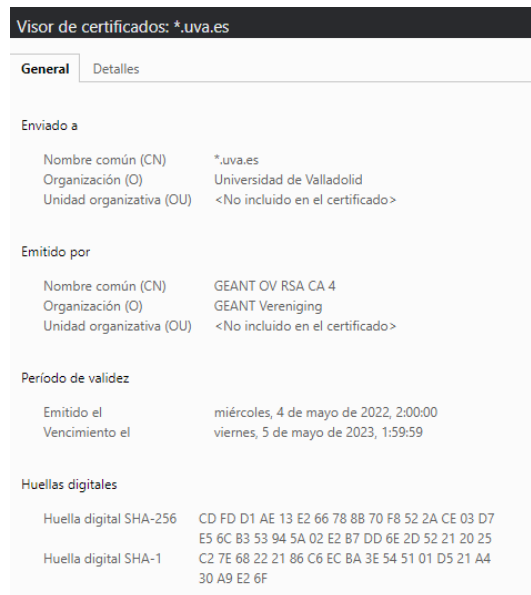 Visor de certificados: *.uva.es
General Detalles
Enviado a
Nombre común (CN) *.uva.es
Organización (O) Universidad de Valladolid
Unidad organizativa (OU) <No incluido en el certificado>
Emitido por
Nombre común (CN) GEANT OV RSA CA 4
Organización (O) GEANT Vereniging
Unidad organizativa (OU) <No incluido en el certificado>
Período de validez
Emitido el miércoles, 4 de mayo de 2022, 2:00:00
Vencimiento el viernes, 5 de mayo de 2023, 1:59:59
Huellas digitales
Huella digital SHA-256 CD FD D1 AE 13 E2 66 78 8B 70 F8 52 2A CE 03 D7
E5 6C B3 53 94 5A 02 E2 B7 DD 6E 2D 52 21 20 25
Huella digital SHA-1 C2 7E 68 22 21 86 C6 EC BA 3E 54 51 01 D5 21 A4
30 A9 E2 6F